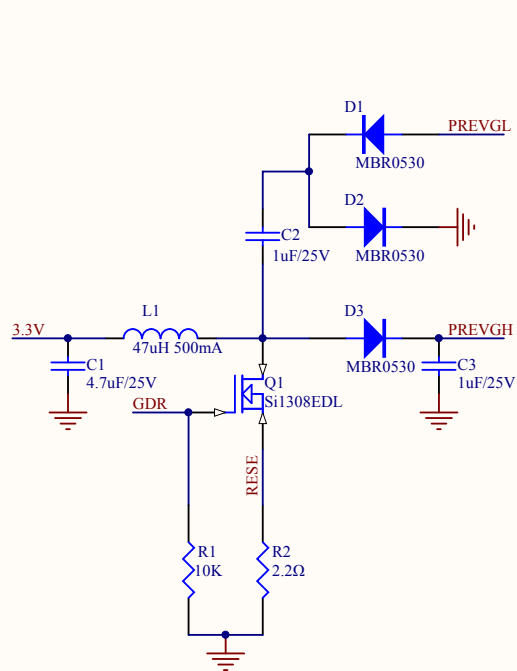 D1
PREVGL
MBR0530
D2
C2
1uF/25V
MBR0530
L1
D3
3.3V
PREVGH
47uH 500mA
MBR0530
C1
4.7uF/25V
C3
1uF/25V
Q1
Si1308EDL
GDR
RESE
R1
10K
R2
2.2Ω